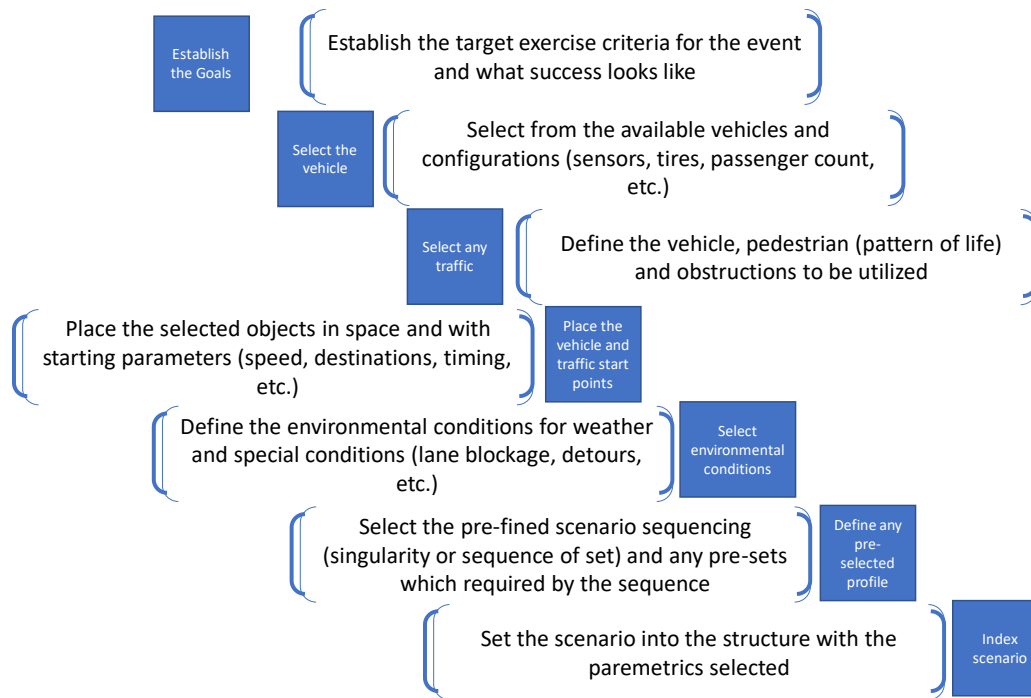 Establish
the Goals
Establish the target exercise criteria for the event
and what success looks like
Select the
vehicle
Select from the available vehicles and
configurations (sensors, tires, passenger count,
etc.)
Select any
traffic
Define the vehicle, pedestrian (pattern of life)
and obstructions to be utilized
Place the selected objects in space and with
starting parameters (speed, destinations, timing,
etc.)
Place the
vehicle and
traffic start
points
Define the environmental conditions for weather
and special conditions (lane blockage, detours,
etc.)
Select
environmental
conditions
Select the pre-fined scenario sequencing
(singularity or sequence of set) and any pre-sets
which required by the sequence
Define any
pre-
selected
profile
Set the scenario into the structure with the
paremetrics selected
Index
scenario